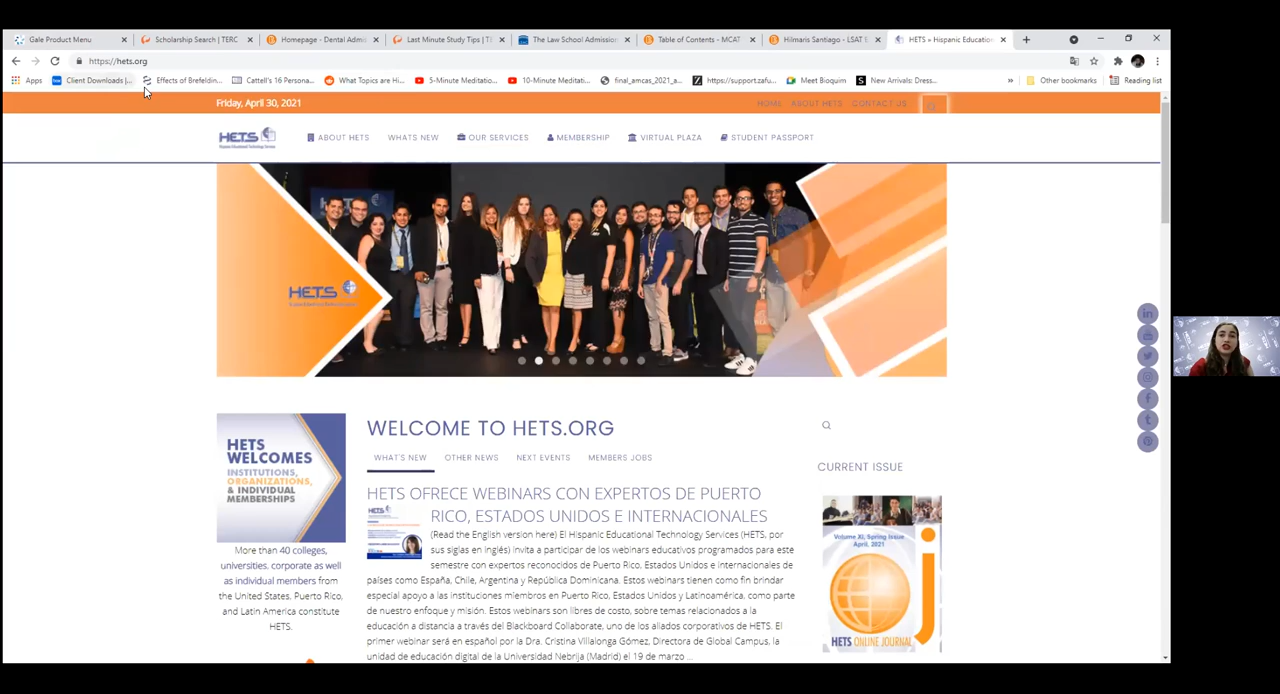 Gale Product Menu
Scholarship Search | TERC
Homepage - Dental Admi
Last Minute Study Tips | T.
The Law School Admission
Table of Contents - MCAT
Hilmaris Santiago - LSAT
HETS » Hispanic Education
https://hets.org
Apps
Client Downloads |...
Effects of Brefeldin...
Cattell's 16 Persona...
What Topics are Hi...
5-Minute Meditatio...
10-Minute Meditati...
final_amcas_2021_a...
https://support.zafu...
Meet Bioquim
New Arrivals: Dress...
»
Other bookmarks
Reading list
Friday, April 30, 2021
HOME ABOUT HETS CONTACT US
HETS
ABOUT HETS WHATS NEW OUR SERVICES MEMBERSHIP VIRTUAL PLAZA STUDENT PASSPORT
HETS
HETS
WELCOMES
INSTITUTIONS,
ORGANIZATIONS,
& INDIVIDUAL
MEMBERSHIPS
More than 40 colleges,
universities, corporate as well
as individual members from
the United States. Puerto Rico,
and Latin America constitute
HETS.
WELCOME TO HETS.ORG
WHAT'S NEW OTHER NEWS NEXT EVENTS MEMBERS JOBS
HETS OFRECE WEBINARS CON EXPERTOS DE PUERTO
RICO, ESTADOS UNIDOS E INTERNACIONALES
(Read the English version here) El Hispanic Educational Technology Services (HETS, por
sus siglas en Inglés) invita a participar de los webinars educativos programados para este
semestre con expertos reconocidos de Puerto Rico, Estados Unidos e internacionales de
países como España, Chile, Argentina y República Dominicana. Estos webinars tienen como fin brindar
especial apoyo a las instituciones miembros en Puerto Rico, Estados Unidos y Latinoamérica, como parte
de nuestro enfoque y misión. Estos webinars son libres de costo, sobre temas relacionados a la
educación a distancia a través del Blackboard Collaborate, uno de los aliados corporativos de HETS. El
primer webinar será en español por la Dra. Cristina Villalonga Gómez, Directora de Global Campus, la
unidad de educación digital de la Universidad Nebrija (Madrid) el 19 de marzo ...
CURRENT ISSUE
Volume XI, Spring Issue
April, 2021
HETS ONLINE JOURNAL